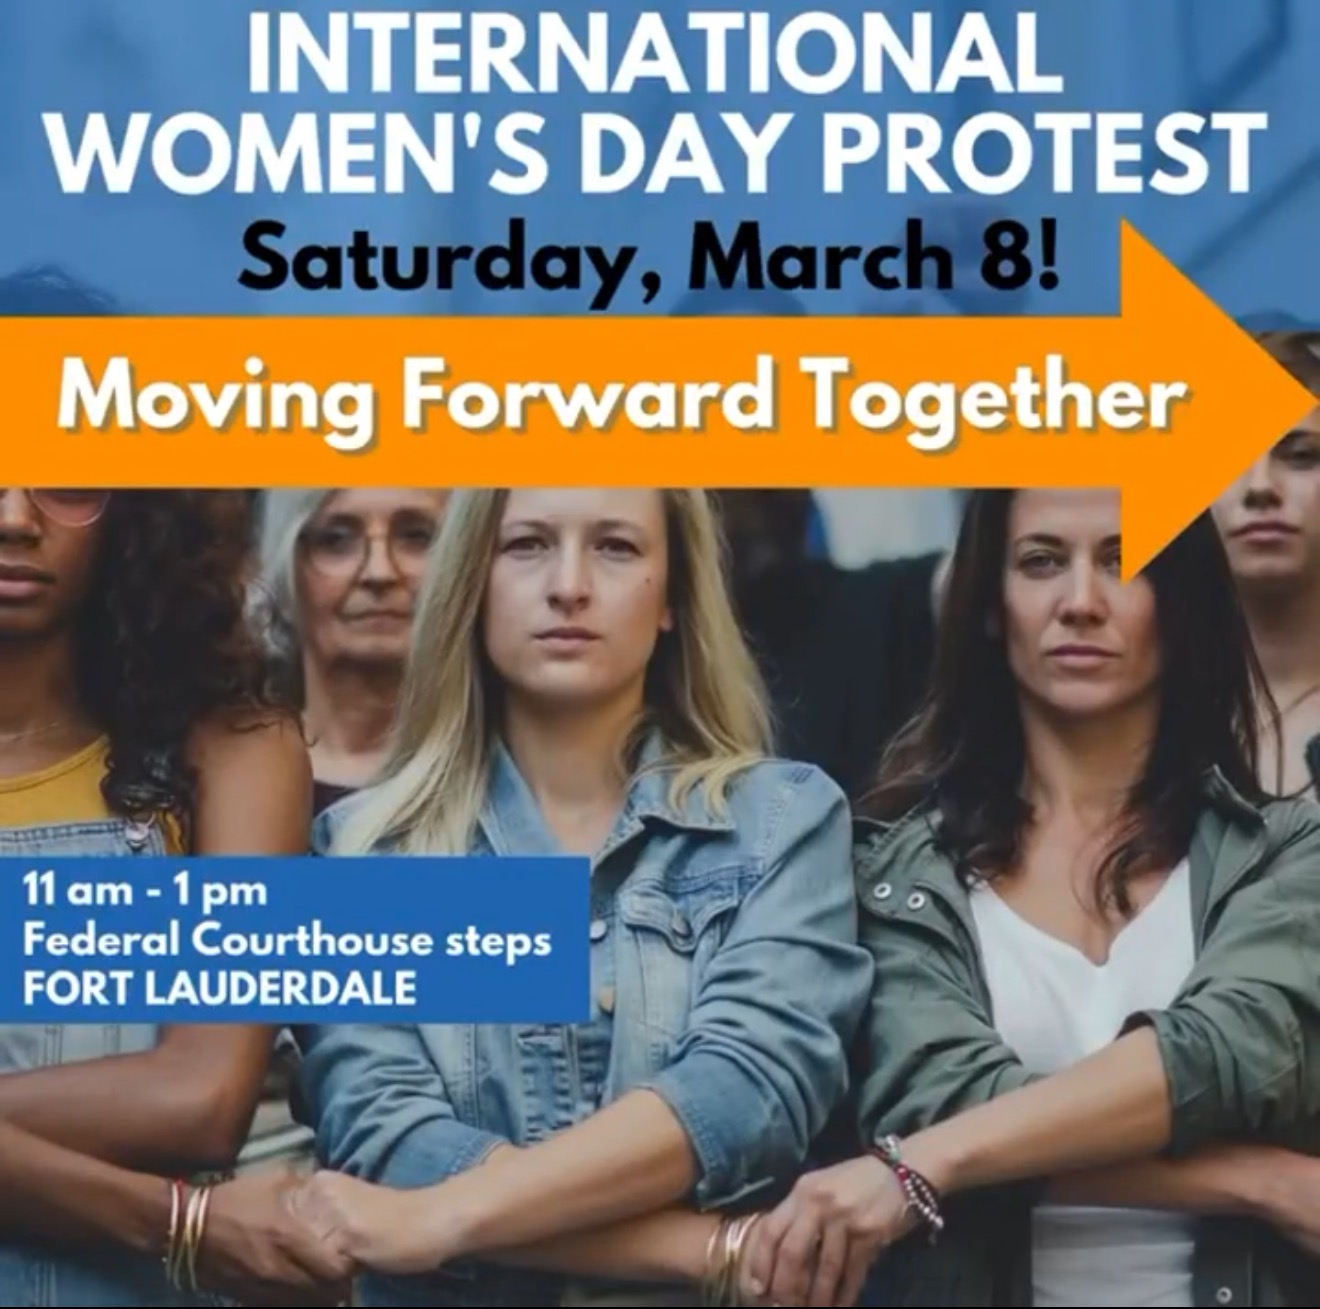 INTERNATIONAL
WOMEN'S DAY PROTEST
Saturday, March 8!
Moving Forward Together
11 am - 1 pm
Federal Courthouse steps
FORT LAUDERDALE